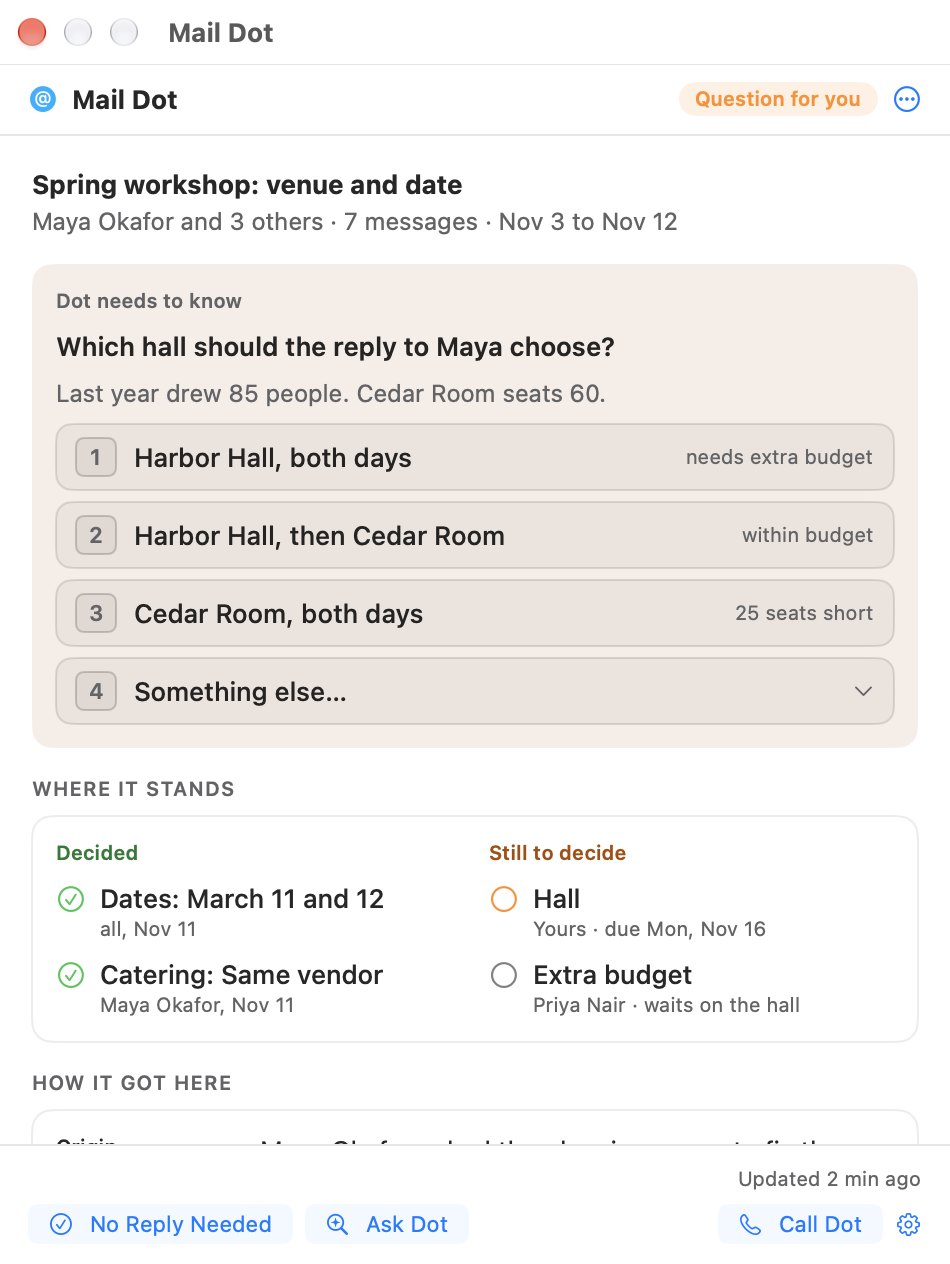 Mail Dot
@ Mail Dot
Question for you
Spring workshop: venue and date
Maya Okafor and 3 others · 7 messages · Nov 3 to Nov 12
Dot needs to know
Which hall should the reply to Maya choose?
Last year drew 85 people. Cedar Room seats 60.
1 Harbor Hall, both days needs extra budget
2 Harbor Hall, then Cedar Room within budget
3 Cedar Room, both days 25 seats short
4 Something else...
WHERE IT STANDS
Decided
Dates: March 11 and 12
all, Nov 11
Catering: Same vendor
Maya Okafor, Nov 11
Still to decide
Hall
Yours · due Mon, Nov 16
Extra budget
Priya Nair · waits on the hall
HOW IT GOT HERE
Origin
Updated 2 min ago
No Reply Needed
Ask Dot
Call Dot